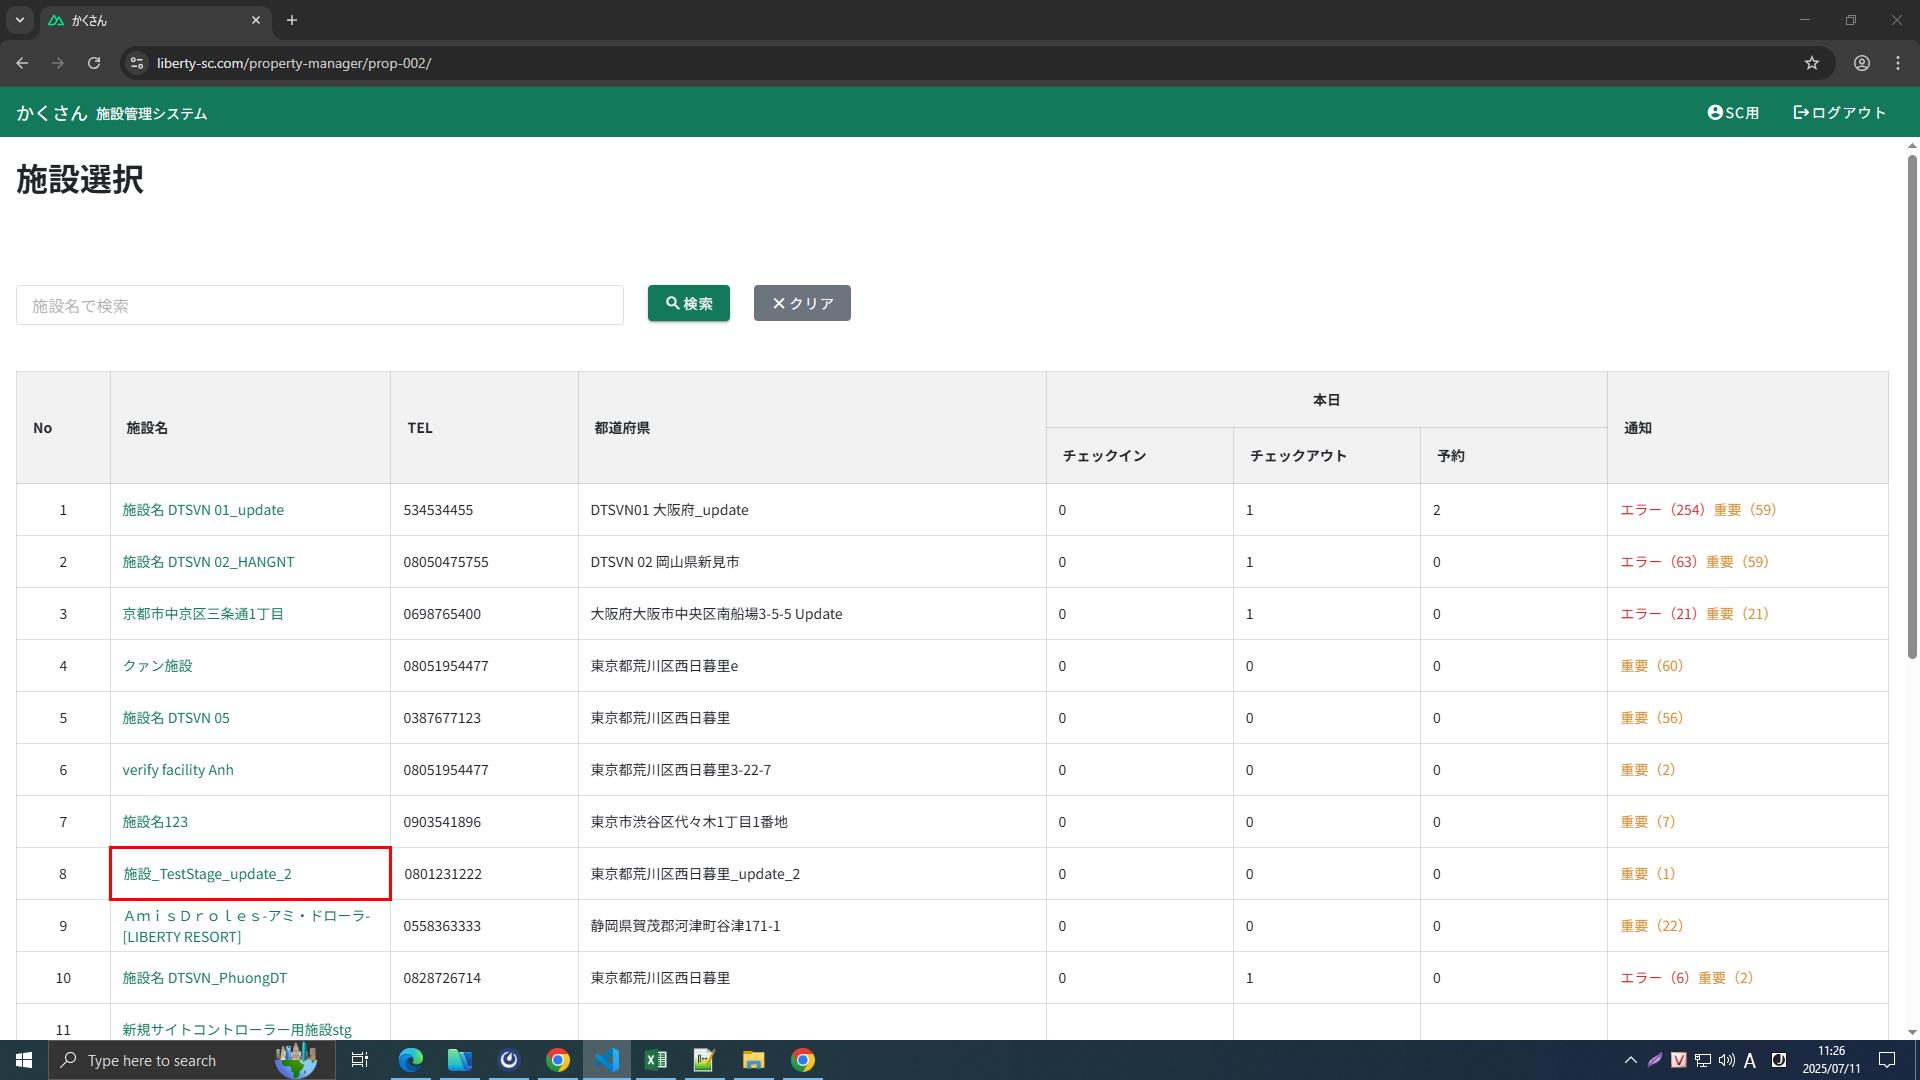 かくさん
liberty-sc.com/property-manager/prop-002/
かくさん 施設管理システム
SC用
ログアウト
施設選択
施設名で検索
検索
クリア
No 施設名 TEL 都道府県 本日 通知
チェックイン チェックアウト 予約
1 施設名 DTSVN 01_update 534534455 DTSVN01 大阪府_update 0 1 2 エラー（254）重要（59）
2 施設名 DTSVN 02_HANGNT 08050475755 DTSVN 02 岡山県新見市 0 1 0 エラー（63）重要（59）
3 京都市中京区三条通1丁目 0698765400 大阪府大阪市中央区南船場3-5-5 Update 0 1 0 エラー（21）重要（21）
4 クァン施設 08051954477 東京都荒川区西日暮里e 0 0 0 重要（60）
5 施設名 DTSVN 05 0387677123 東京都荒川区西日暮里 0 0 0 重要（56）
6 verify facility Anh 08051954477 東京都荒川区西日暮里3-22-7 0 0 0 重要（2）
7 施設名123 0903541896 東京市渋谷区代々木1丁目1番地 0 0 0 重要（7）
8 施設_TestStage_update_2 0801231222 東京都荒川区西日暮里_update_2 0 0 0 重要（1）
9 ＡｍｉｓＤｒｏｌｅｓ-アミ・ドローラ-
[LIBERTY RESORT] 0558363333 静岡県賀茂郡河津町谷津171-1 0 0 0 重要（22）
10 施設名 DTSVN_PhuongDT 0828726714 東京都荒川区西日暮里 0 1 0 エラー（6）重要（2）
11 新規サイトコントローラー用施設stg
Type here to search
A
11:26
2025/07/11